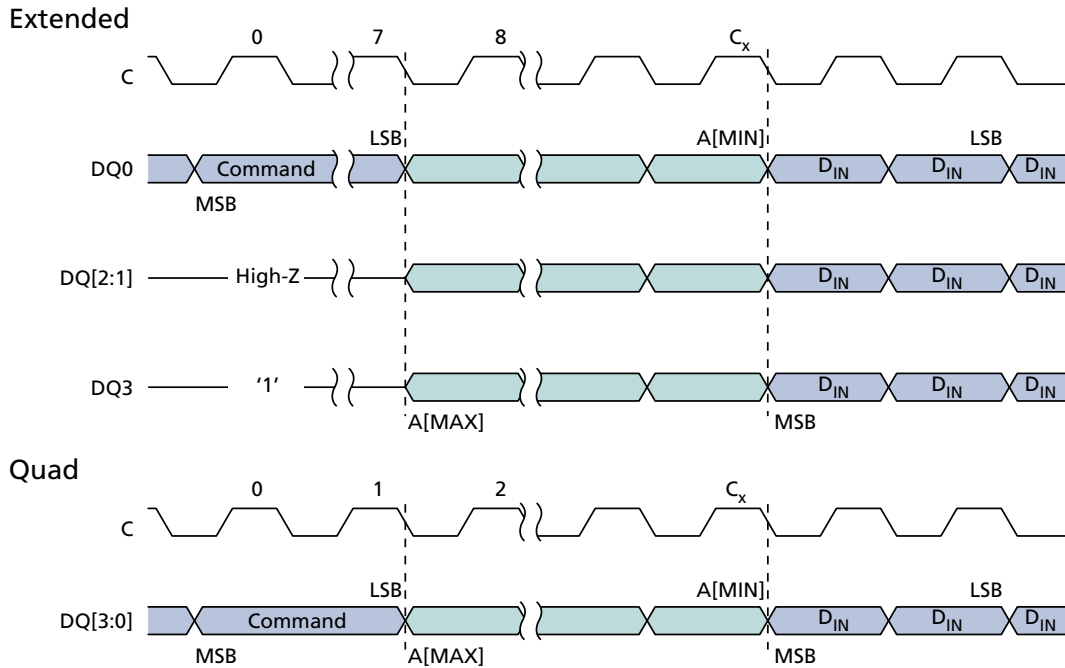 Extended
0 7 8 Cx
C
LSB A[MIN] LSB
DQ0 Command DIN DIN DIN
MSB
DQ[2:1] High-Z DIN DIN DIN
DQ3 '1' DIN DIN DIN
A[MAX] MSB
Quad
0 1 2 Cx
C
LSB A[MIN] LSB
DQ[3:0] Command DIN DIN DIN
MSB A[MAX] MSB